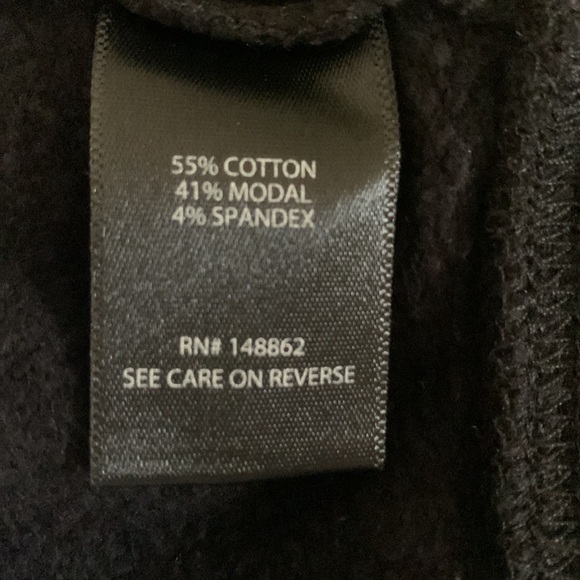 55% COTTON
41% MODAL
4% SPANDEX
RN# 148862
SEE CARE ON REVERSE